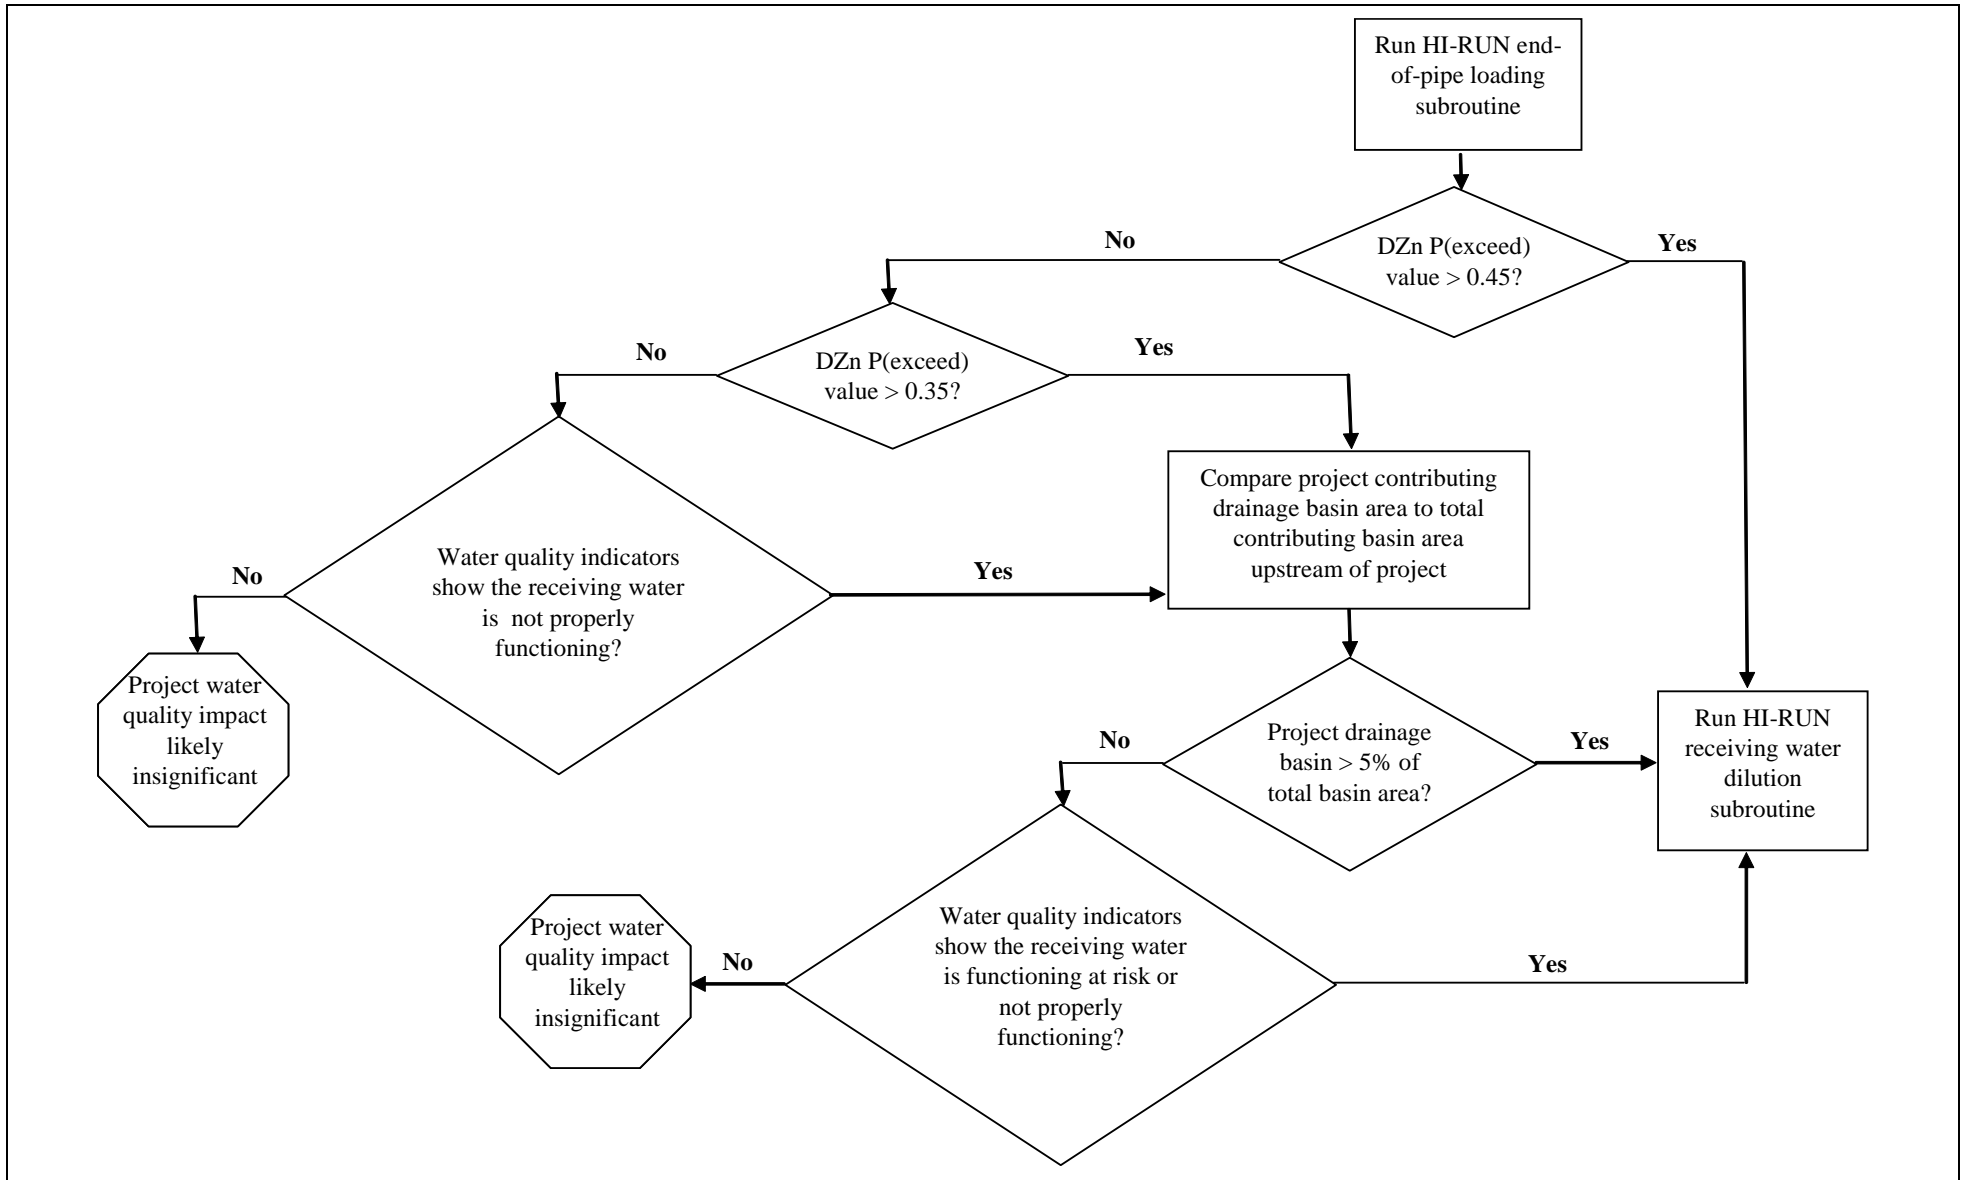 Run HI-RUN end-
of-pipe loading
subroutine
No
Yes
DZn P(exceed)
value > 0.45?
No
Yes
DZn P(exceed)
value > 0.35?
Compare project contributing
drainage basin area to total
contributing basin area
upstream of project
No
Yes
Water quality indicators
show the receiving water
is not properly
functioning?
Project water
quality impact
likely
insignificant
No
Yes
Project drainage
basin > 5% of
total basin area?
Run HI-RUN
receiving water
dilution
subroutine
Project water
quality impact
likely
insignificant
No
Water quality indicators
show the receiving water
is functioning at risk or
not properly
functioning?
Yes